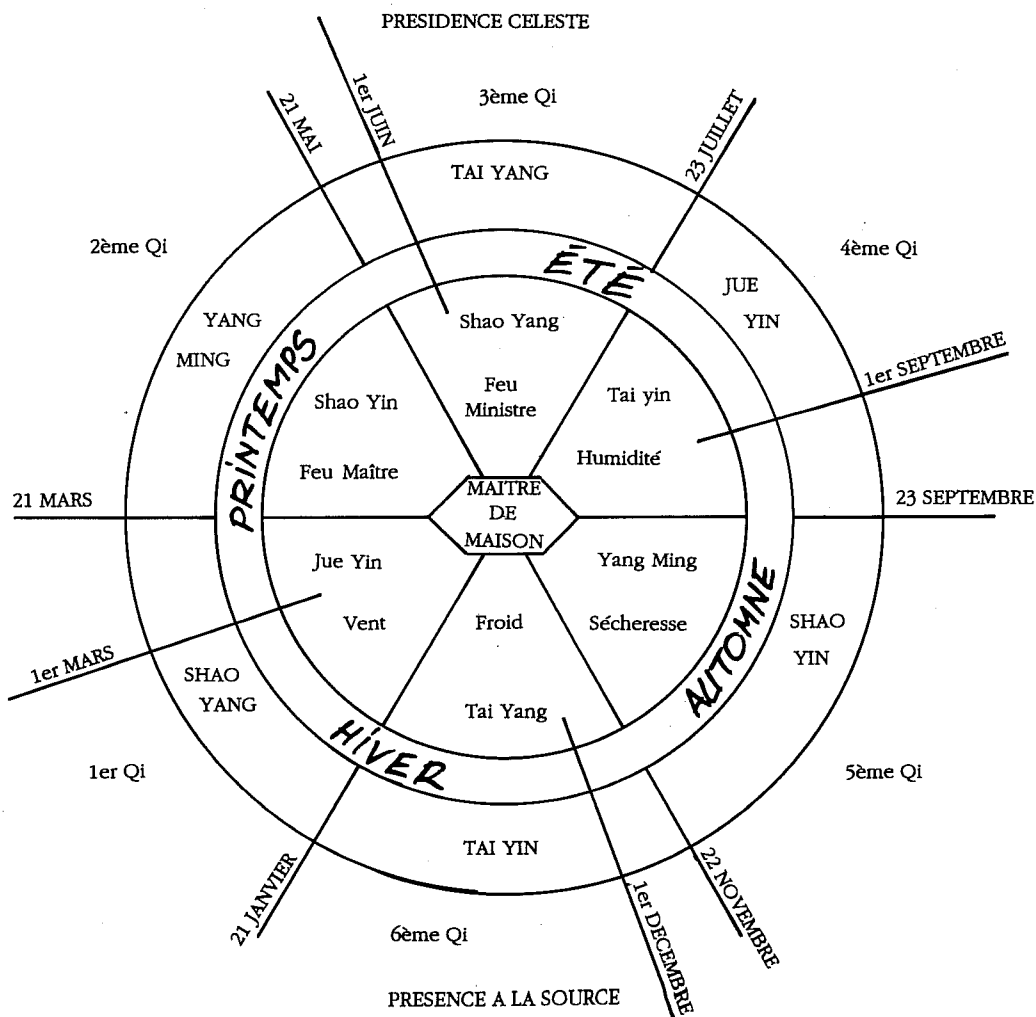 PRESIDENCE CELESTE
3ème Qi
1er JUIN
21 MAI
23 JUILLET
TAI YANG
2ème Qi
4ème Qi
ÉTÉ
JUE
YIN
YANG
MING
PRINTEMPS
Shao Yang
Feu
Ministre
1er SEPTEMBRE
Shao Yin
Tai yin
Feu Maître
Humidité
21 MARS
MAITRE
DE
MAISON
23 SEPTEMBRE
Jue Yin
Yang Ming
Vent
Froid
Sécheresse
AUTOMNE
SHAO
YIN
1er MARS
SHAO
YANG
Tai Yang
HIVER
1er Qi
5ème Qi
TAI YIN
21 JANVIER
22 NOVEMBRE
1er DECEMBRE
6ème Qi
PRESENCE A LA SOURCE